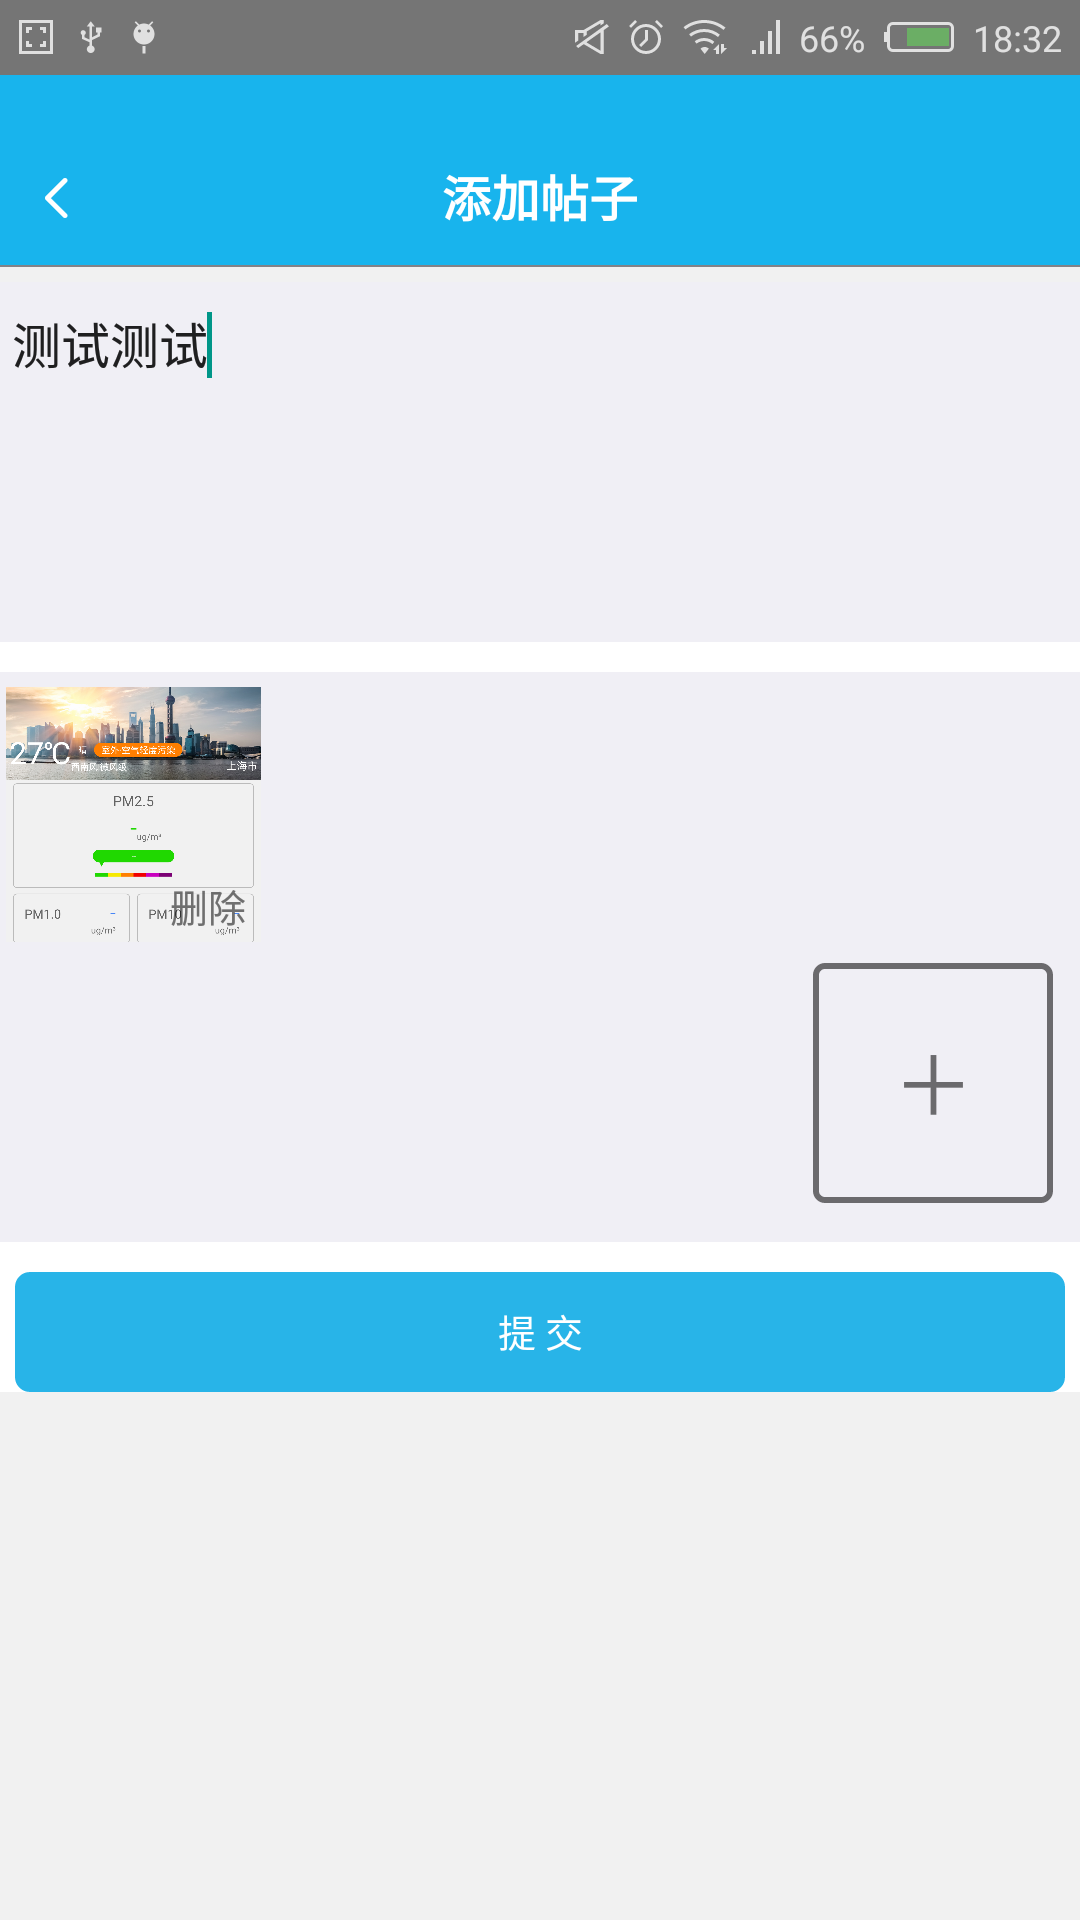 66% 18:32
添加帖子
测试测试
27℃ 晴 室外:空气轻度污染
西南风:微风级 上海市
PM2.5
-
ug/m³
-
PM1.0 - PM10
ug/m³ ug/m³
删除
提 交